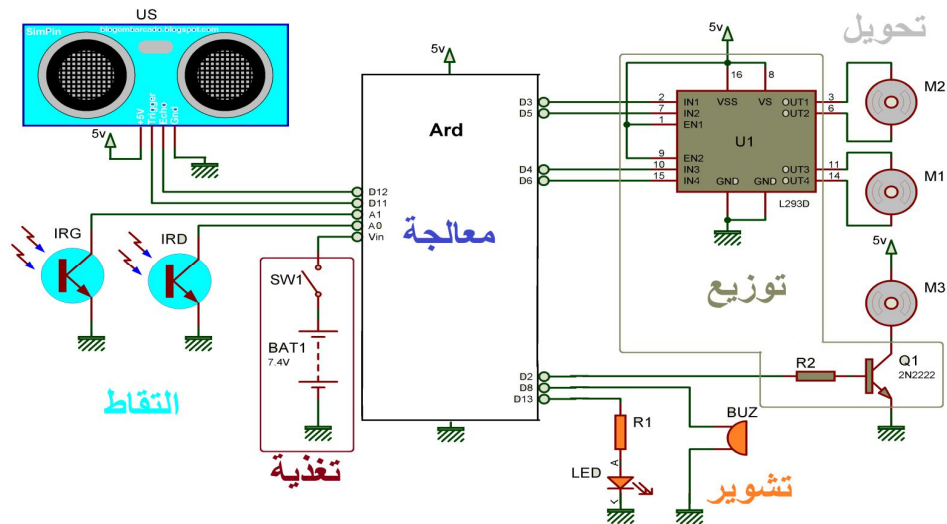 US
SimPin
blogembarcado.blogspot.com
+5V
Trigger
Echo
Gnd
5v
D12
D11
A1
A0
Vin
IRG
IRD
SW1
BAT1
7.4V
التقاط
تغذية
5v
Ard
معالجة
D3
D5
D4
D6
D2
D8
D13
5v
2
7
1
9
10
15
16
8
VSS
VS
IN1
IN2
EN1
EN2
IN3
IN4
U1
GND
GND
OUT1
OUT2
OUT3
OUT4
3
6
11
14
L293D
تحويل
M2
M1
توزيع
5v
M3
R2
Q1
2N2222
R1
A
LED
K
BUZ
تشوير